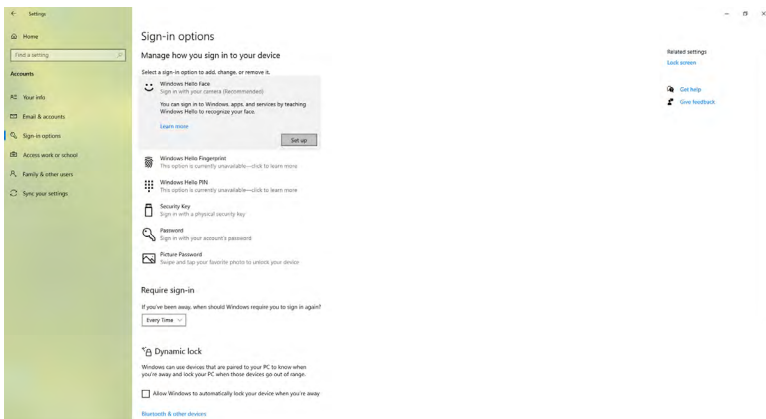 Settings
Home
Find a setting
Accounts
Your info
Email & accounts
Sign-in options
Access work or school
Family & other users
Sync your settings
Sign-in options
Manage how you sign in to your device
Select a sign-in option to add, change, or remove it.
Windows Hello Face
Sign in with your camera (Recommended)
You can sign in to Windows, apps, and services by teaching
Windows Hello to recognize your face.
Learn more
Set up
Windows Hello Fingerprint
This option is currently unavailable—click to learn more
Windows Hello PIN
This option is currently unavailable—click to learn more
Security Key
Sign in with a physical security key
Password
Sign in with your account's password
Picture Password
Swipe and tap your favorite photo to unlock your device
Require sign-in
If you've been away, when should Windows require you to sign in again?
Every Time
Dynamic lock
Windows can use devices that are paired to your PC to know when
you're away and lock your PC when those devices go out of range.
Allow Windows to automatically lock your device when you're away
Bluetooth & other devices
Related settings
Lock screen
Get help
Give feedback